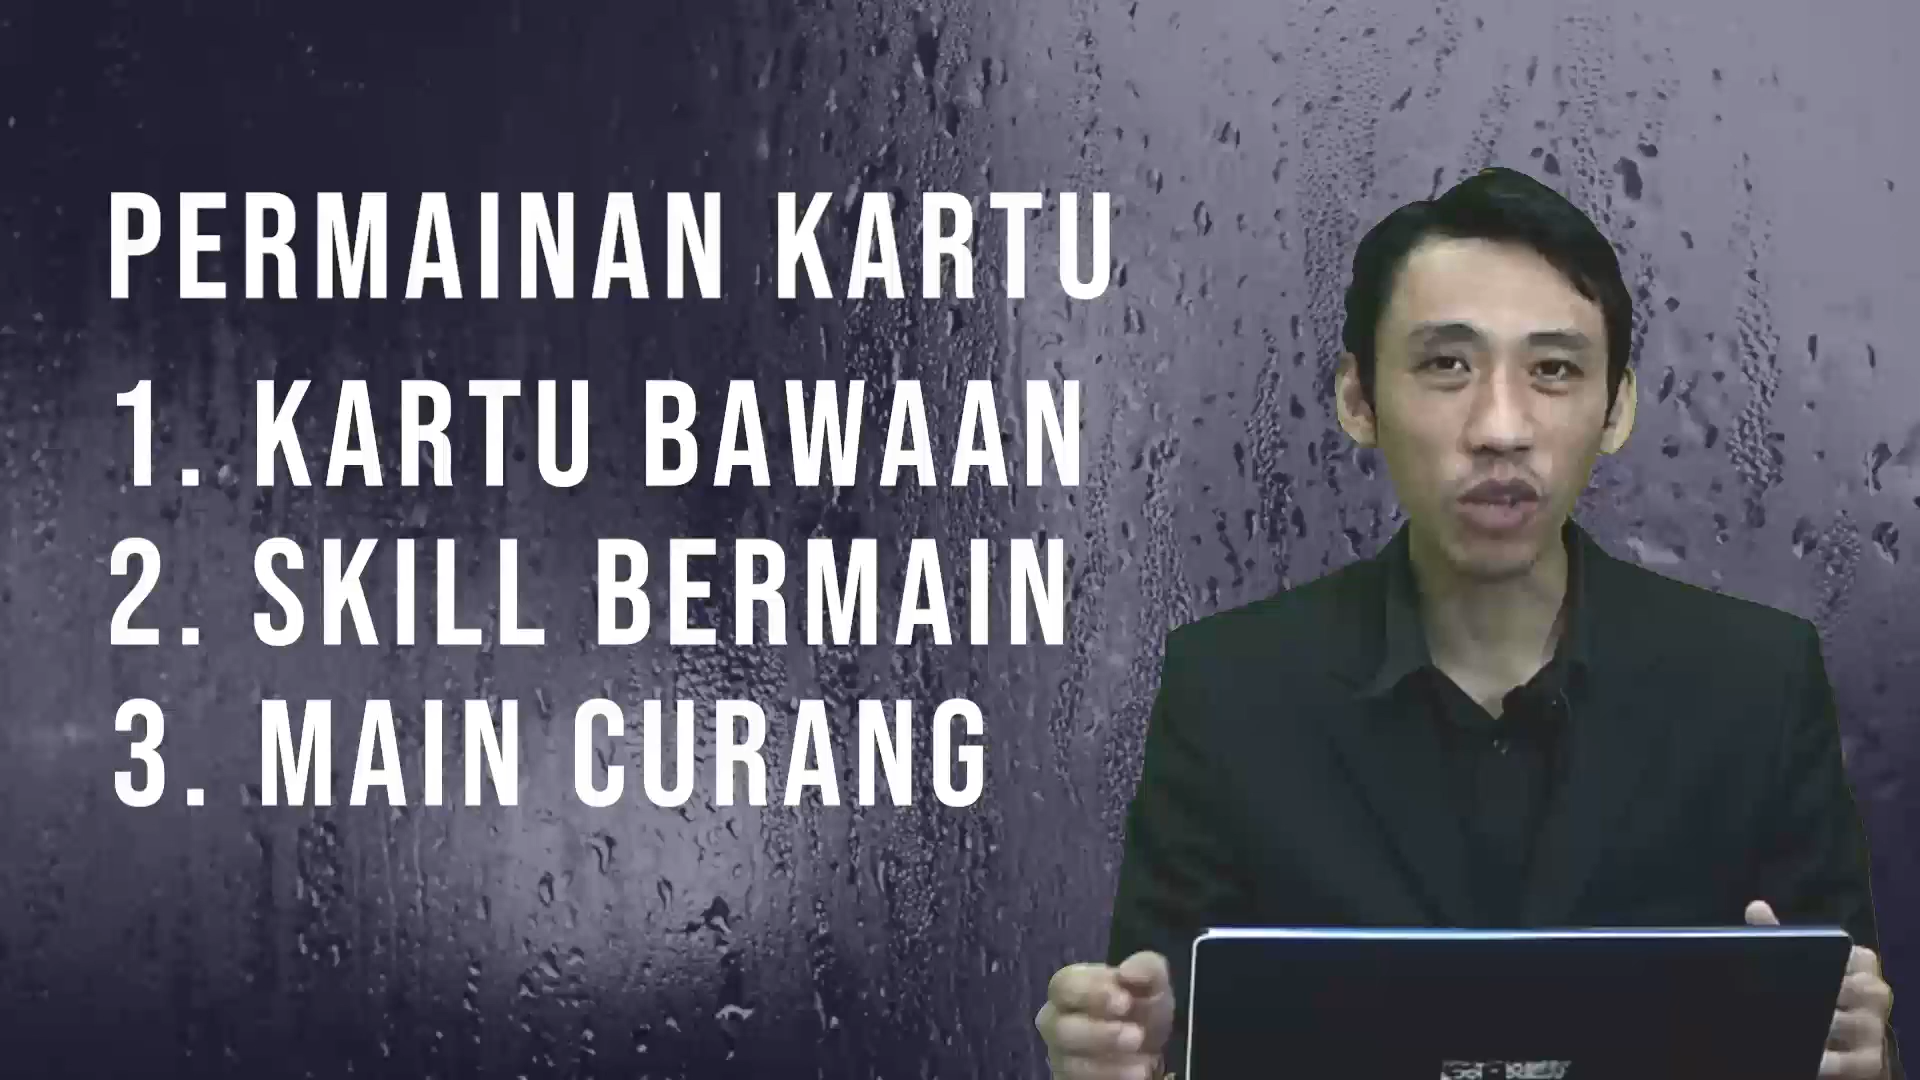 PERMAINAN KARTU
1. KARTU BAWAAN
2. SKILL BERMAIN
3. MAIN CURANG